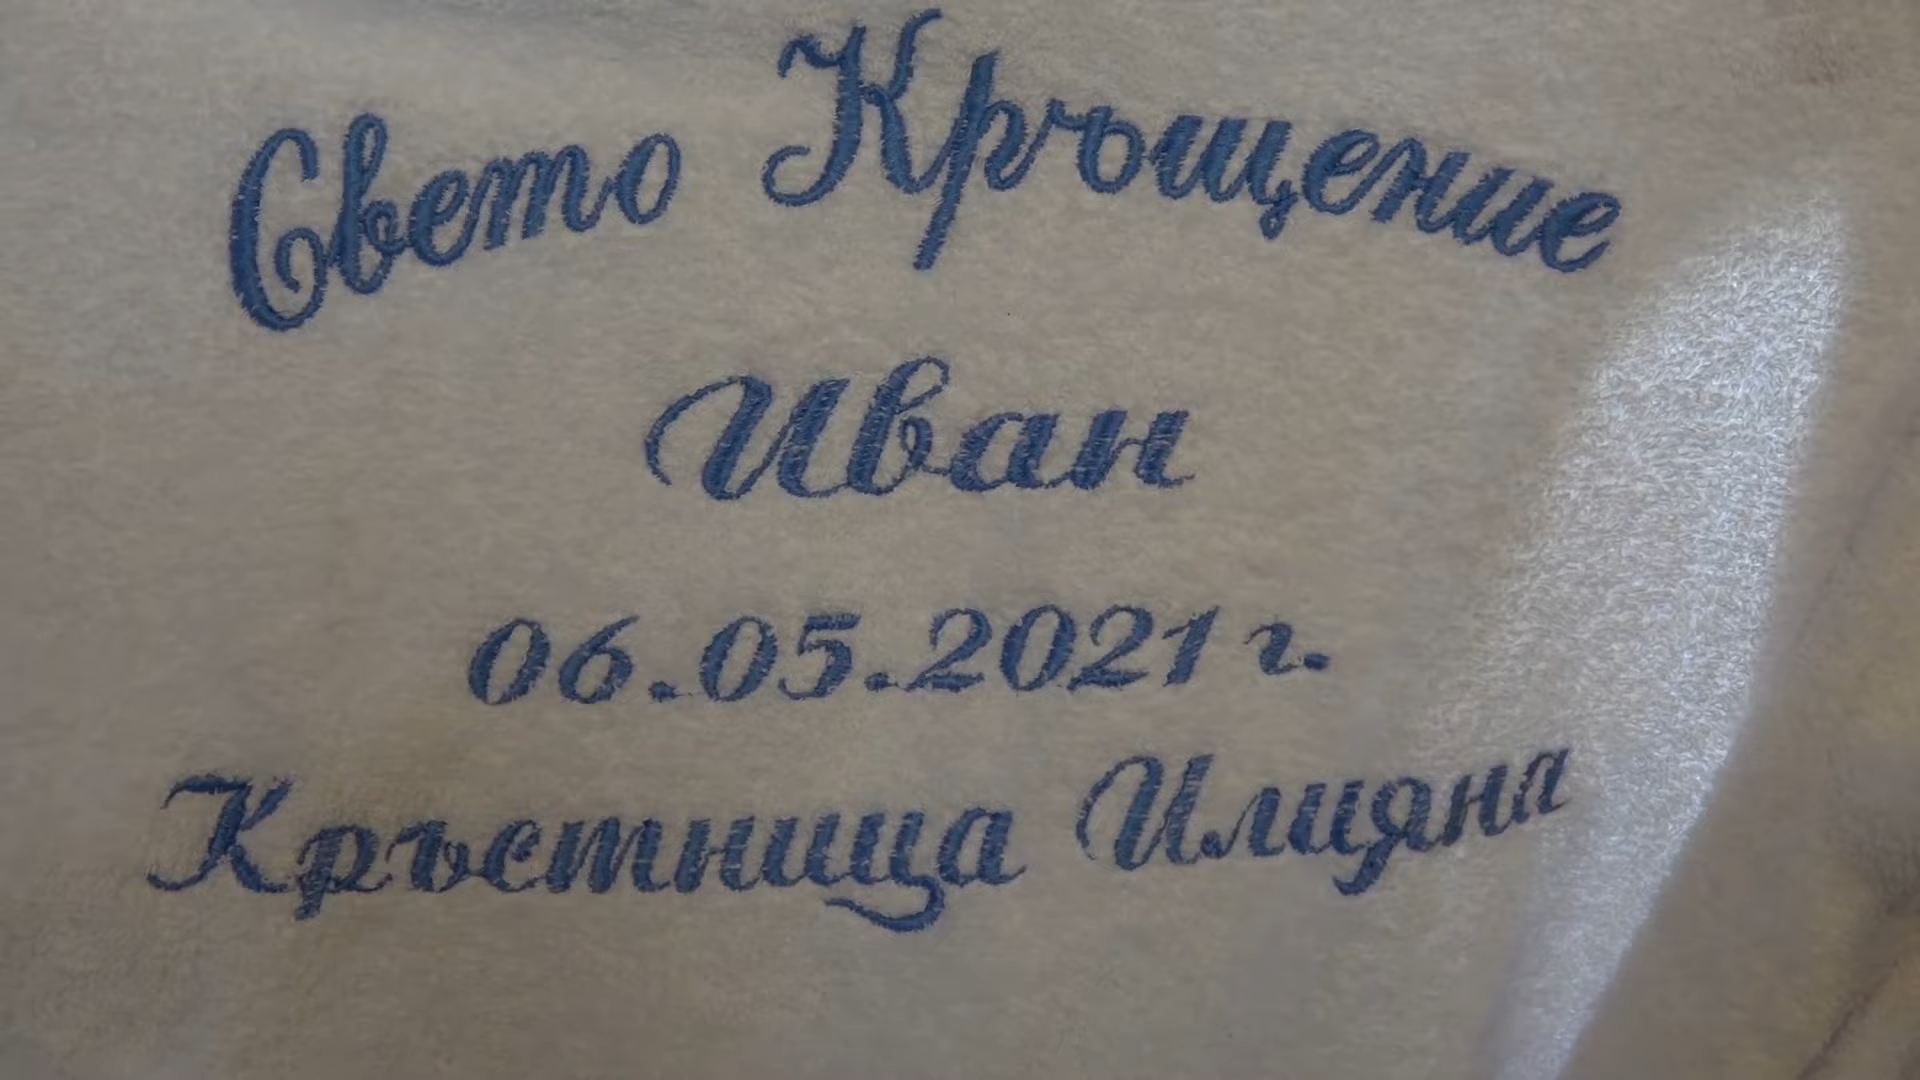 Свето Кръщение
Иван
06.05.2021 г.
Кръстница Илияна